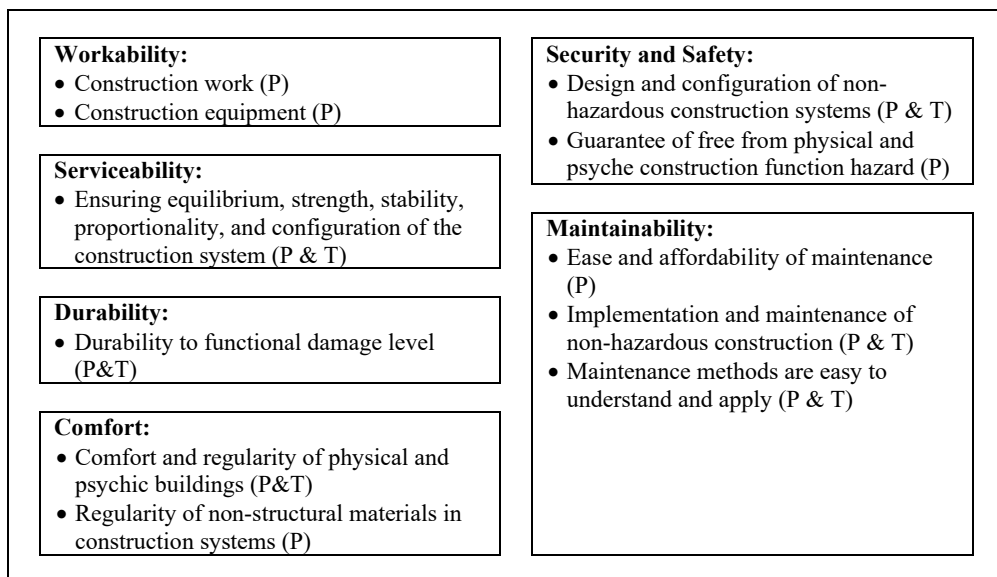 Workability:
• Construction work (P)
• Construction equipment (P)
Serviceability:
• Ensuring equilibrium, strength, stability,
proportionality, and configuration of the
construction system (P & T)
Durability:
• Durability to functional damage level
(P&T)
Comfort:
• Comfort and regularity of physical and
psychic buildings (P&T)
• Regularity of non-structural materials in
construction systems (P)
Security and Safety:
• Design and configuration of non-
hazardous construction systems (P & T)
• Guarantee of free from physical and
psyche construction function hazard (P)
Maintainability:
• Ease and affordability of maintenance
(P)
• Implementation and maintenance of
non-hazardous construction (P & T)
• Maintenance methods are easy to
understand and apply (P & T)